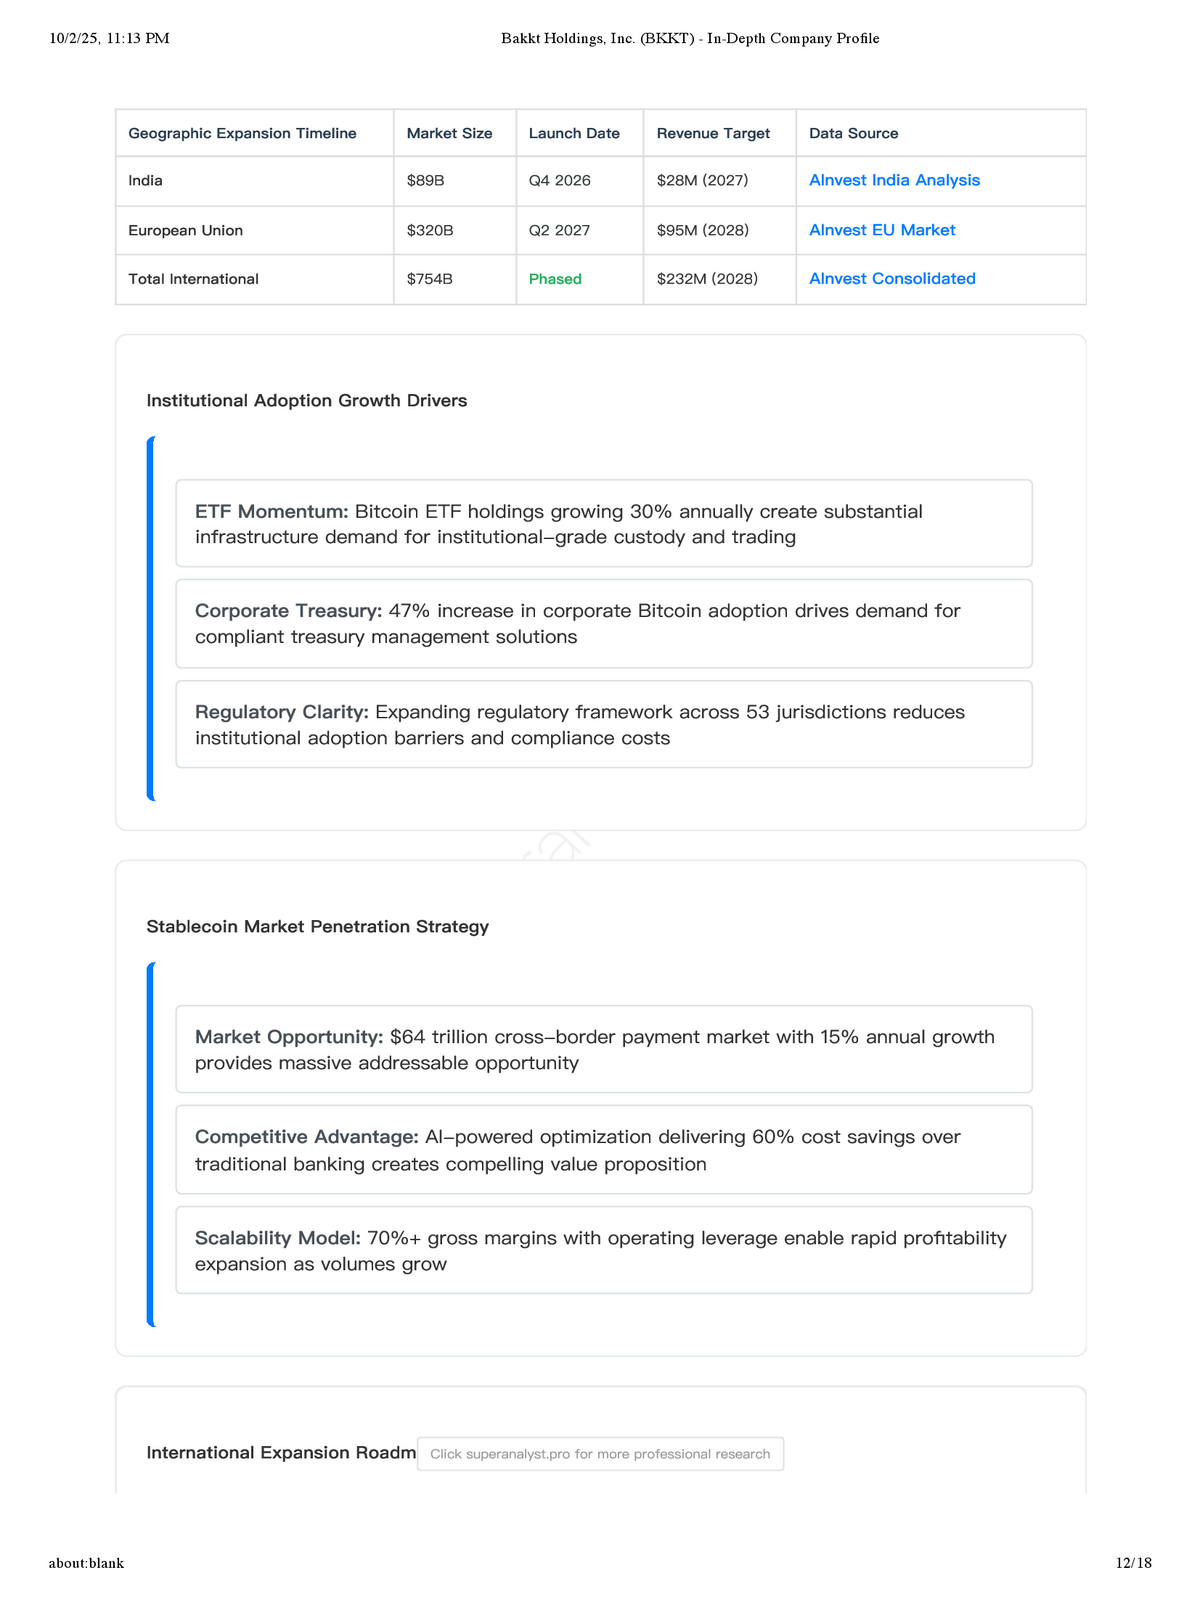 10/2/25, 11:13 PM
Bakkt Holdings, Inc. (BKKT) - In-Depth Company Profile
Geographic Expansion Timeline Market Size Launch Date Revenue Target Data Source
India $89B Q4 2026 $28M (2027) AInvest India Analysis
European Union $320B Q2 2027 $95M (2028) AInvest EU Market
Total International $754B Phased $232M (2028) AInvest Consolidated
Institutional Adoption Growth Drivers
ETF Momentum: Bitcoin ETF holdings growing 30% annually create substantial
infrastructure demand for institutional-grade custody and trading
Corporate Treasury: 47% increase in corporate Bitcoin adoption drives demand for
compliant treasury management solutions
Regulatory Clarity: Expanding regulatory framework across 53 jurisdictions reduces
institutional adoption barriers and compliance costs
Stablecoin Market Penetration Strategy
Market Opportunity: $64 trillion cross-border payment market with 15% annual growth
provides massive addressable opportunity
Competitive Advantage: AI-powered optimization delivering 60% cost savings over
traditional banking creates compelling value proposition
Scalability Model: 70%+ gross margins with operating leverage enable rapid profitability
expansion as volumes grow
International Expansion Roadm
Click superanalyst.pro for more professional research
about:blank
12/18